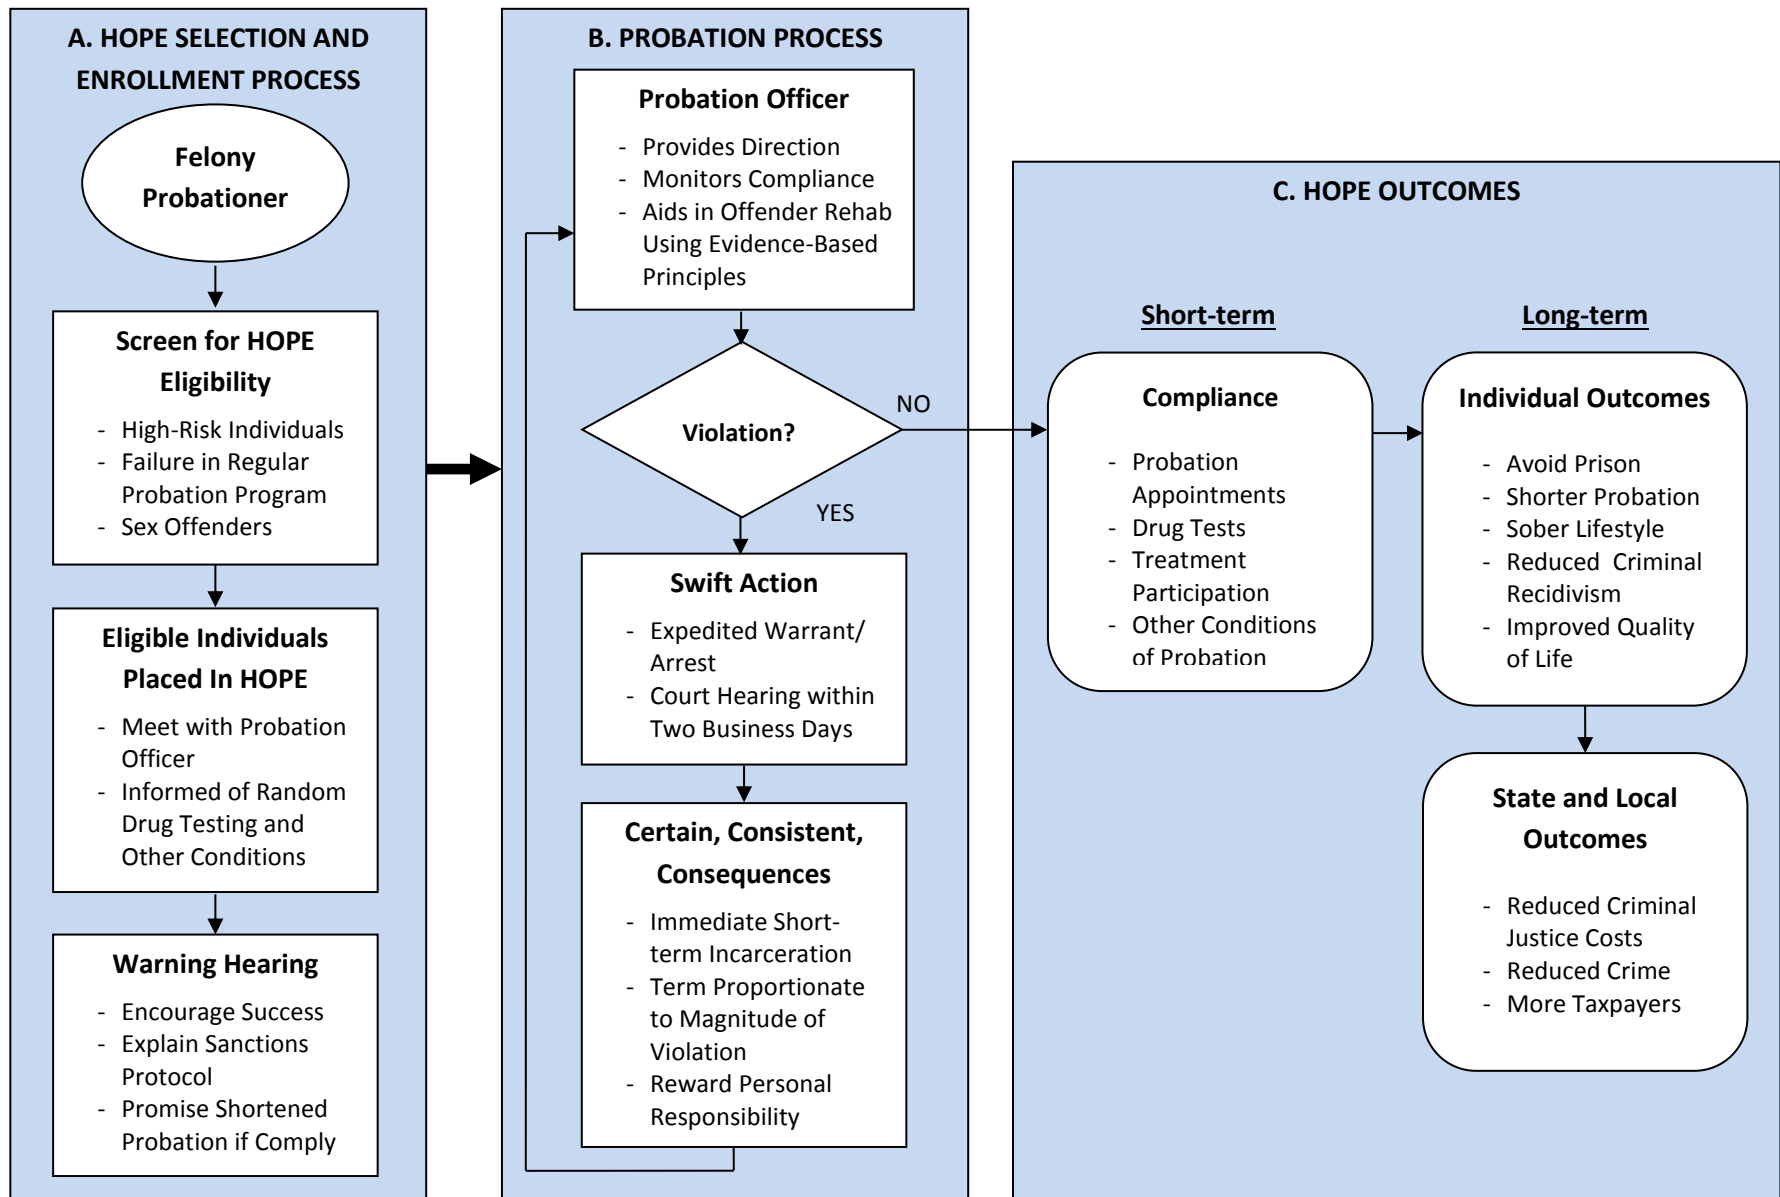 A. HOPE SELECTION AND
ENROLLMENT PROCESS
Felony
Probationer
Screen for HOPE
Eligibility
- High-Risk Individuals
- Failure in Regular
Probation Program
- Sex Offenders
Eligible Individuals
Placed In HOPE
- Meet with Probation
Officer
- Informed of Random
Drug Testing and
Other Conditions
Warning Hearing
- Encourage Success
- Explain Sanctions
Protocol
- Promise Shortened
Probation if Comply
B. PROBATION PROCESS
Probation Officer
- Provides Direction
- Monitors Compliance
- Aids in Offender Rehab
Using Evidence-Based
Principles
Violation?
NO
YES
Swift Action
- Expedited Warrant/
Arrest
- Court Hearing within
Two Business Days
Certain, Consistent,
Consequences
- Immediate Short-
term Incarceration
- Term Proportionate
to Magnitude of
Violation
- Reward Personal
Responsibility
C. HOPE OUTCOMES
Short-term
Compliance
- Probation
Appointments
- Drug Tests
- Treatment
Participation
- Other Conditions
of Probation
Long-term
Individual Outcomes
- Avoid Prison
- Shorter Probation
- Sober Lifestyle
- Reduced Criminal
Recidivism
- Improved Quality
of Life
State and Local
Outcomes
- Reduced Criminal
Justice Costs
- Reduced Crime
- More Taxpayers